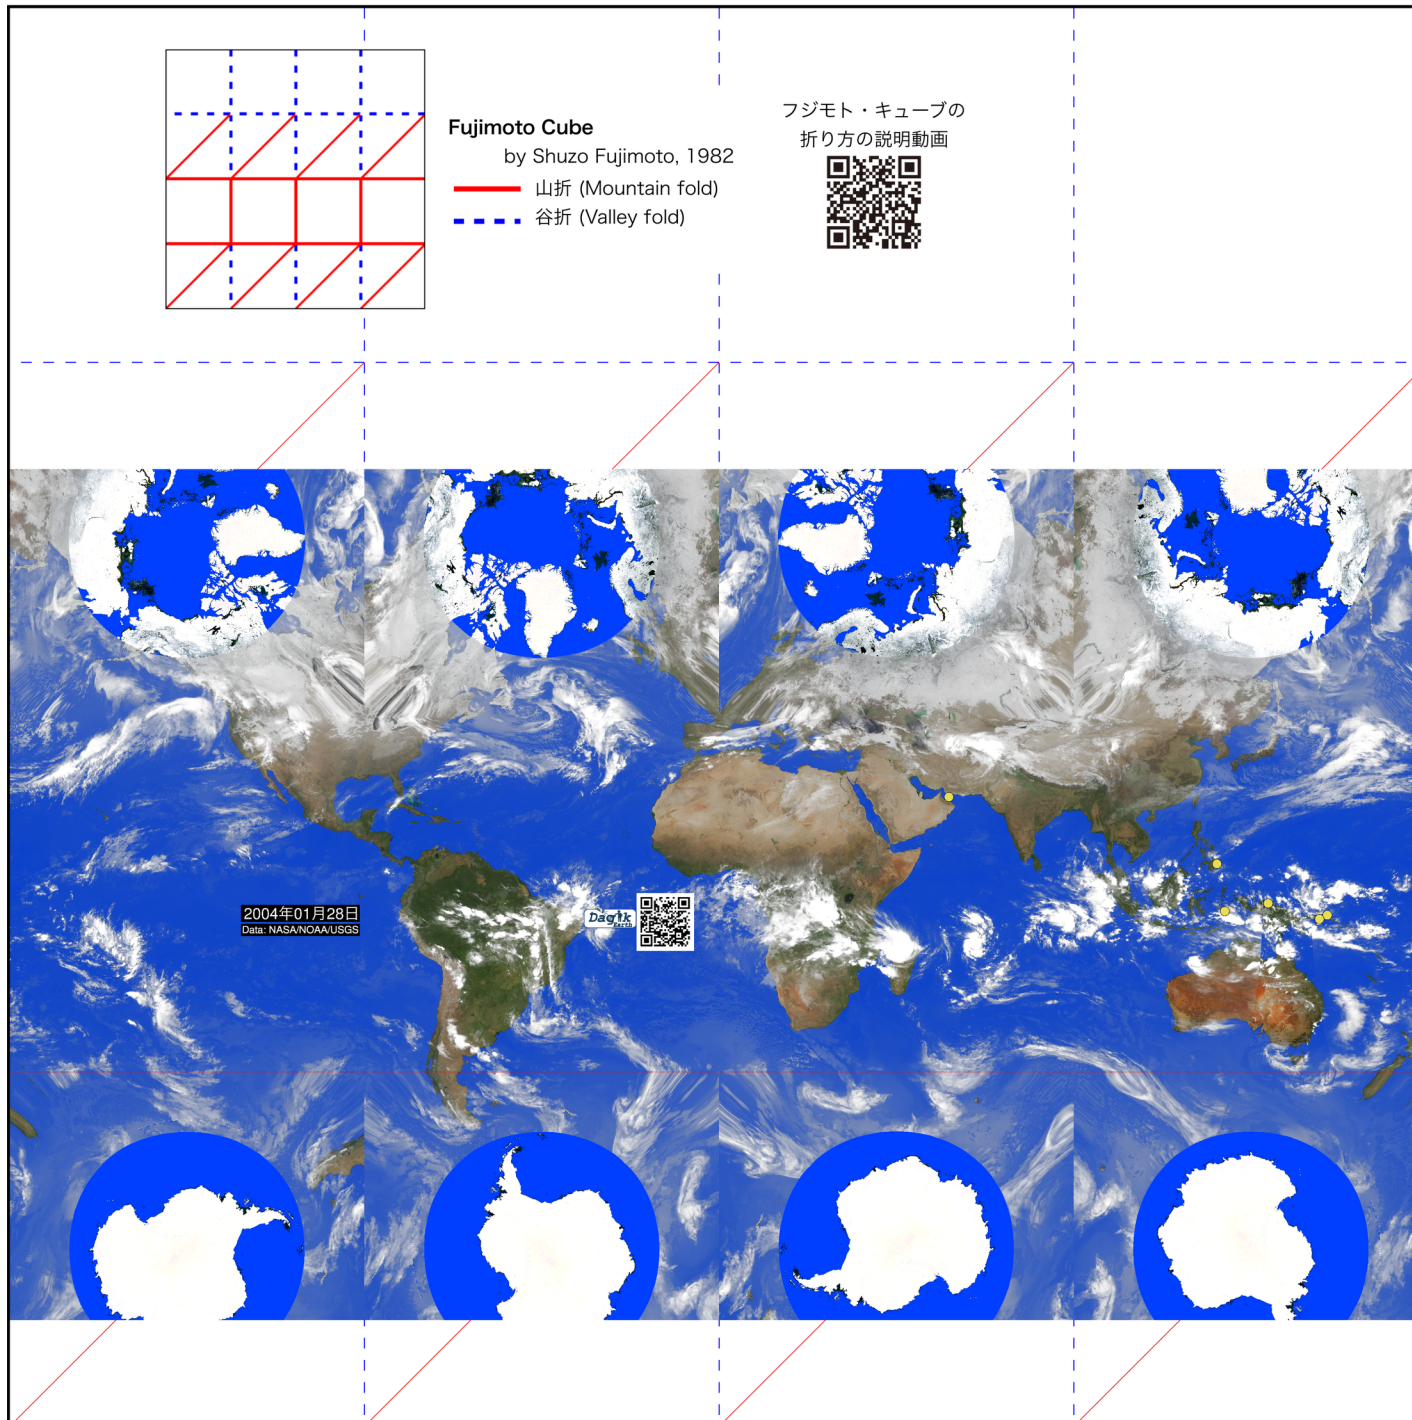 Fujimoto Cube
by Shuzo Fujimoto, 1982
山折 (Mountain fold)
谷折 (Valley fold)
フジモト・キューブの
折り方の説明動画
2004年01月28日
Data: NASA/NOAA/USGS
Dagik
Earth